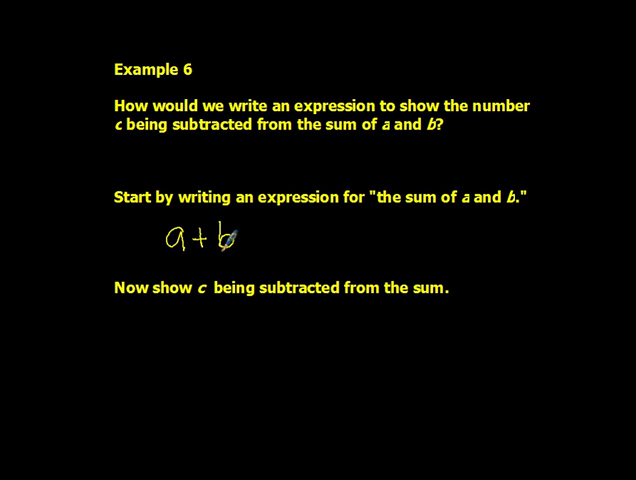 Example 6
How would we write an expression to show the number
c being subtracted from the sum of a and b?
Start by writing an expression for "the sum of a and b."
a + b
Now show c being subtracted from the sum.